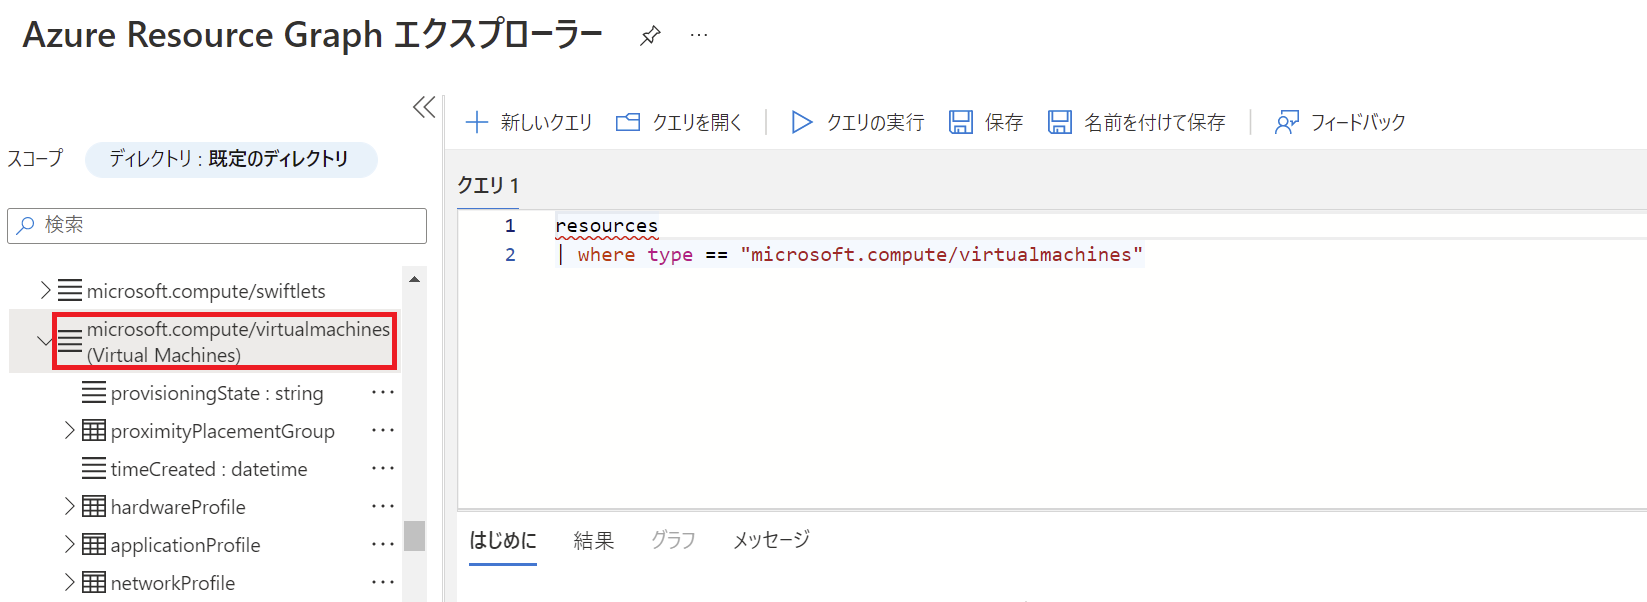 Azure Resource Graph エクスプローラー
スコープ
ディレクトリ : 既定のディレクトリ
検索
microsoft.compute/swiftlets
microsoft.compute/virtualmachines
(Virtual Machines)
provisioningState : string
proximityPlacementGroup
timeCreated : datetime
hardwareProfile
applicationProfile
networkProfile
新しいクエリ クエリを開く クエリの実行 保存 名前を付けて保存 フィードバック
クエリ 1
1 resources
2 | where type == "microsoft.compute/virtualmachines"
はじめに 結果 グラフ メッセージ